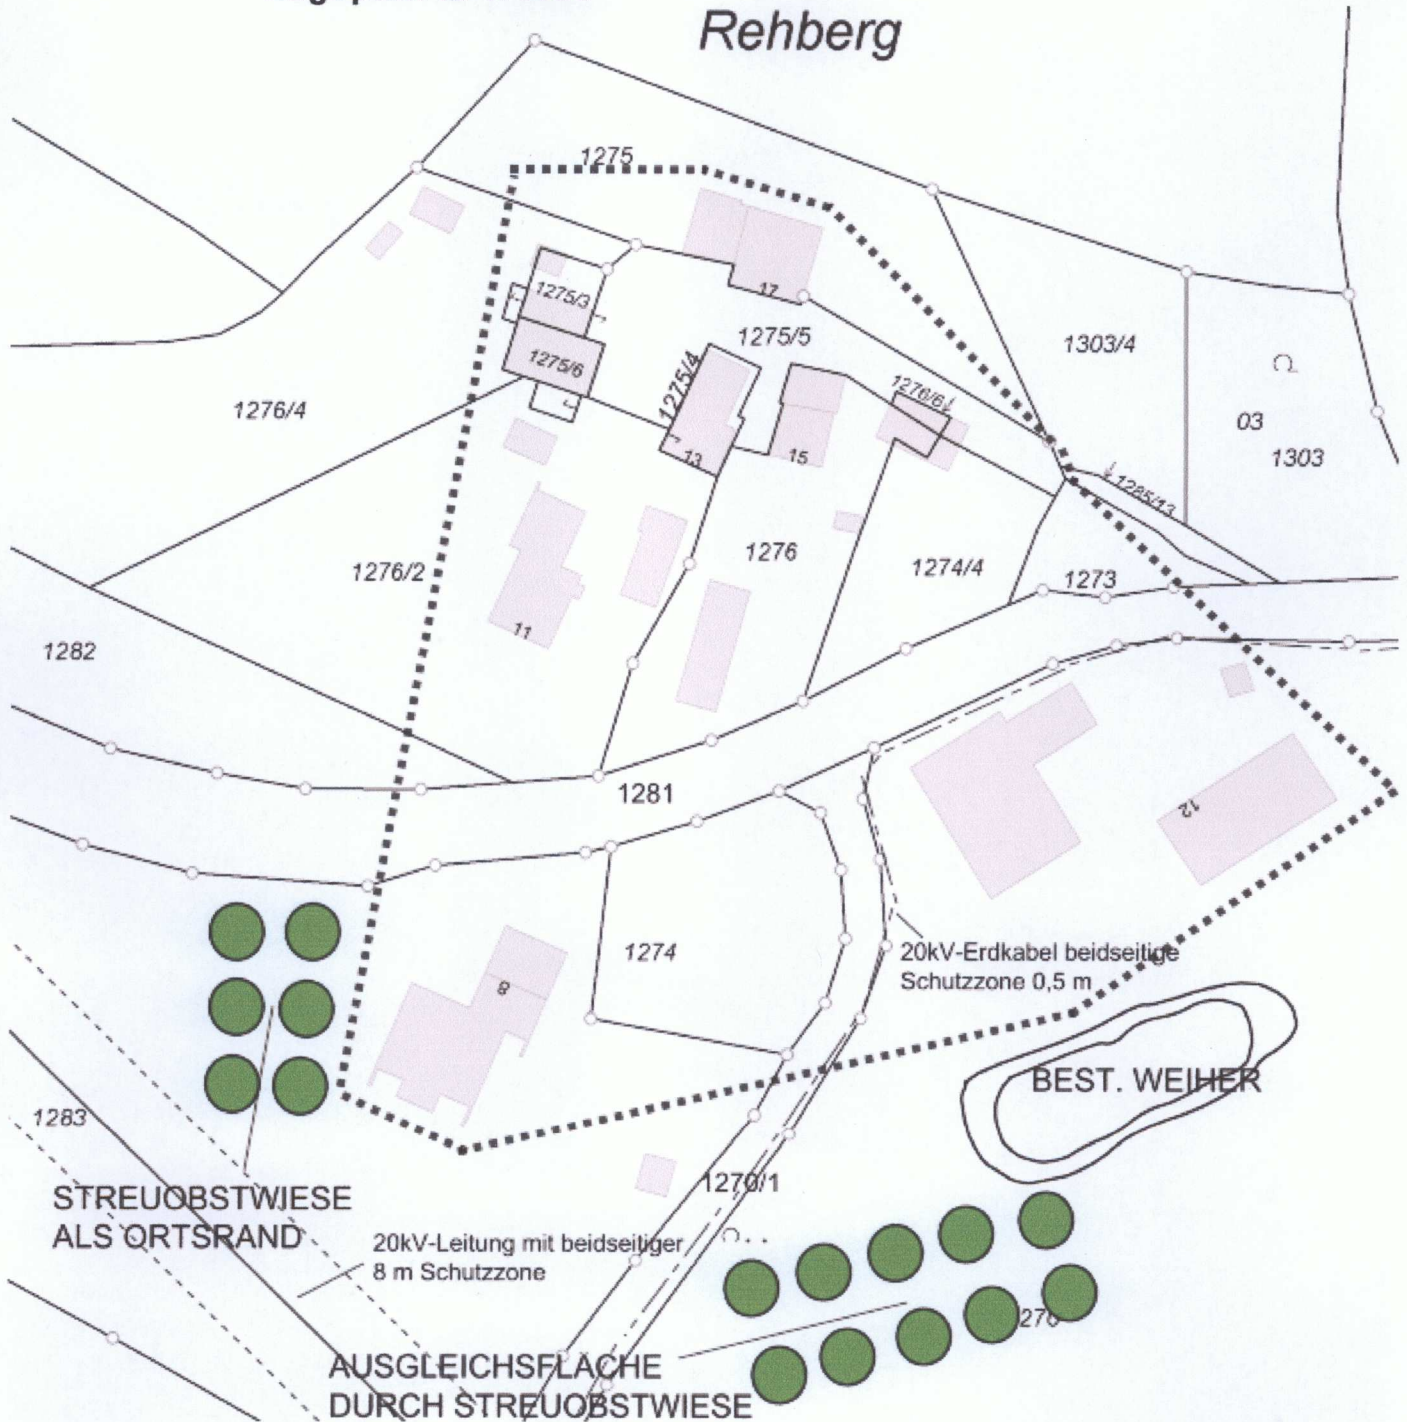 Rehberg
1275
1275/3
1275/6
17
1275/5
1275/4
1303/4
1276/4
1276/6
03
1303
13
15
1285/13
1276/2
1276
1274/4
1273
11
1282
1281
12
1274
8
20kV-Erdkabel beidseitige
Schutzzone 0,5 m
BEST. WEIHER
1283
1270/1
STREUOBSTWIESE
ALS ORTSRAND
20kV-Leitung mit beidseitiger
8 m Schutzzone
AUSGLEICHSFLÄCHE
DURCH STREUOBSTWIESE